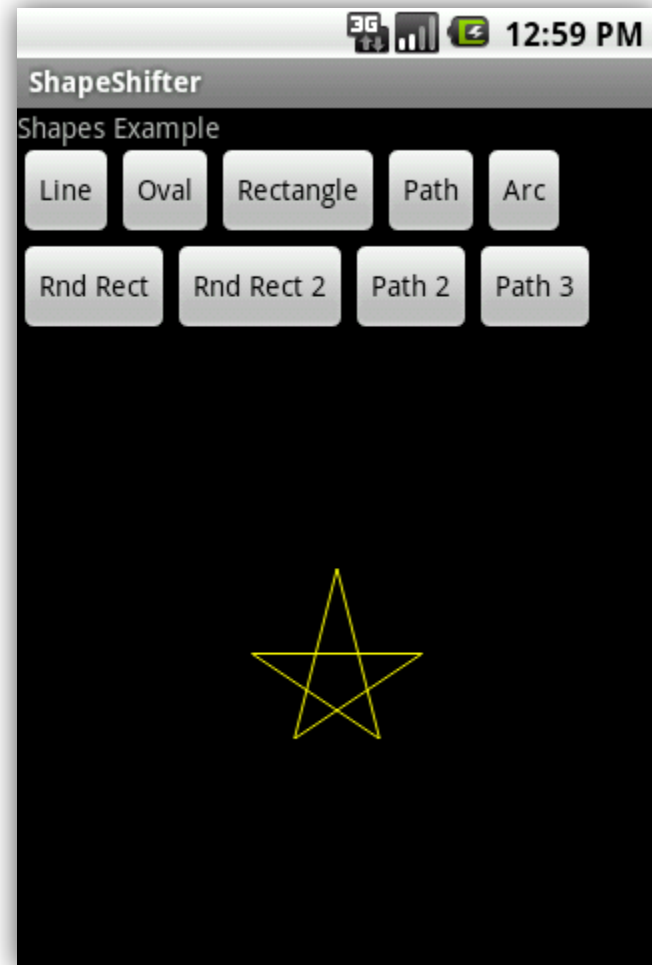 3G 12:59 PM
ShapeShifter
Shapes Example
Line Oval Rectangle Path Arc
Rnd Rect Rnd Rect 2 Path 2 Path 3